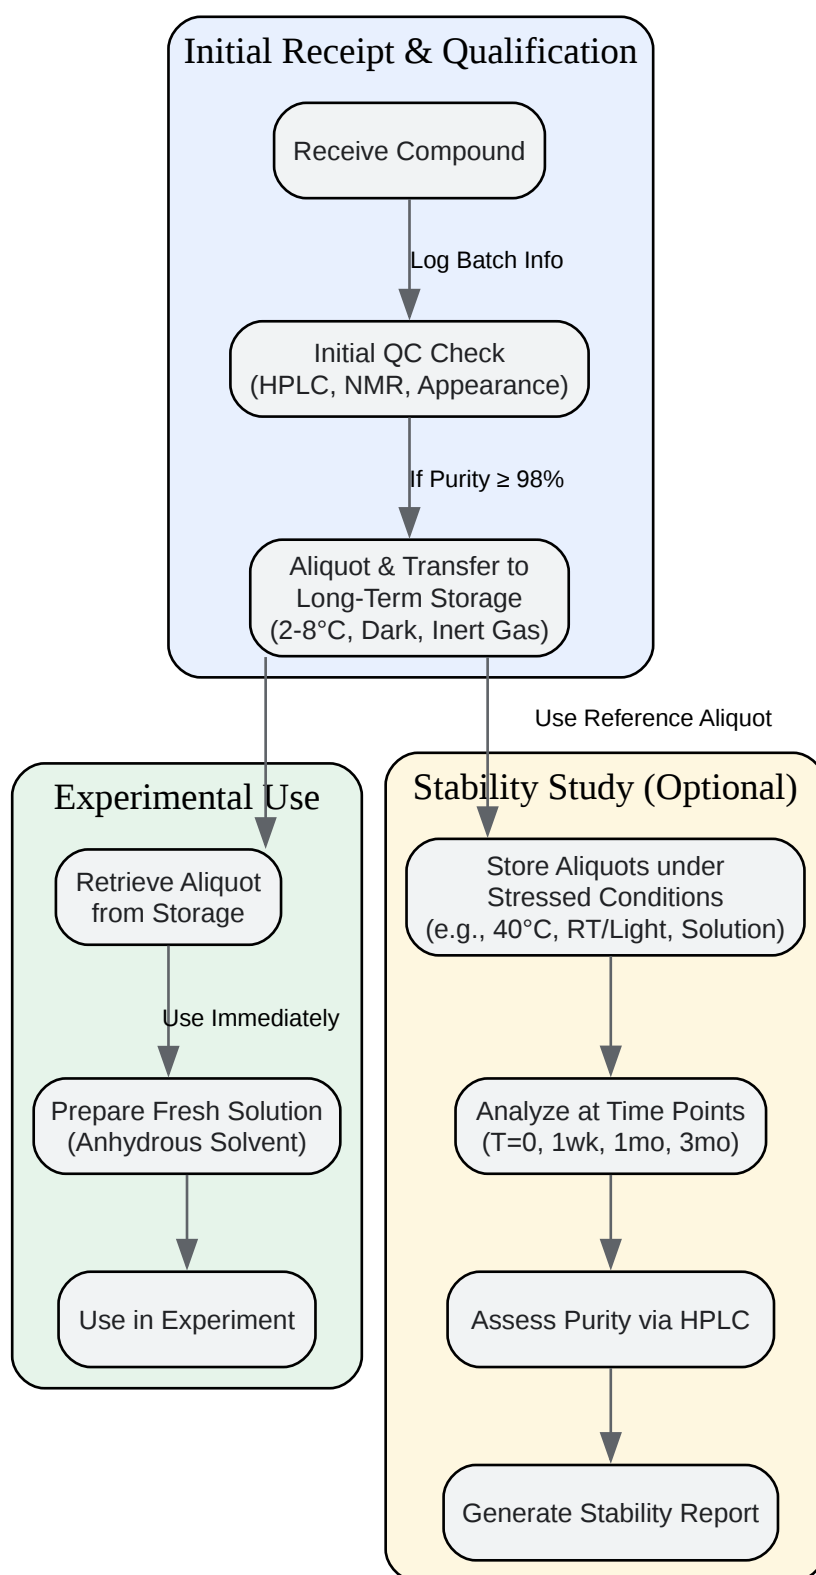 Initial Receipt & Qualification
Receive Compound
Log Batch Info
Initial QC Check
(HPLC, NMR, Appearance)
If Purity ≥ 98%
Aliquot & Transfer to
Long-Term Storage
(2-8°C, Dark, Inert Gas)
Use Reference Aliquot
Experimental Use
Retrieve Aliquot
from Storage
Use Immediately
Prepare Fresh Solution
(Anhydrous Solvent)
Use in Experiment
Stability Study (Optional)
Store Aliquots under
Stressed Conditions
(e.g., 40°C, RT/Light, Solution)
Analyze at Time Points
(T=0, 1wk, 1mo, 3mo)
Assess Purity via HPLC
Generate Stability Report